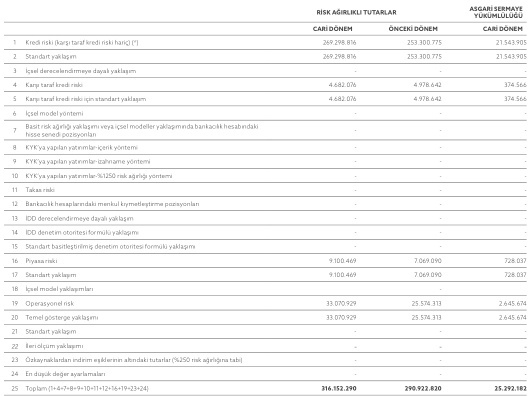 RİSK AĞIRLIKLI TUTARLAR ASGARİ SERMAYE YÜKÜMLÜLÜĞÜ
CARİ DÖNEM ÖNCEKİ DÖNEM CARİ DÖNEM
1 Kredi riski (karşı taraf kredi riski hariç) (*) 269.298.816 253.300.775 21.543.905
2 Standart yaklaşım 269.298.816 253.300.775 21.543.905
3 İçsel derecelendirmeye dayalı yaklaşım - - -
4 Karşı taraf kredi riski 4.682.076 4.978.642 374.566
5 Karşı taraf kredi riski için standart yaklaşım 4.682.076 4.978.642 374.566
6 İçsel model yöntemi - - -
7 Basit risk ağırlığı yaklaşımı veya içsel modeller yaklaşımında bankacılık hesabındaki
hisse senedi pozisyonları - - -
8 KYK'ya yapılan yatırımlar-içerik yöntemi - - -
9 KYK'ya yapılan yatırımlar-izahname yöntemi - - -
10 KYK'ya yapılan yatırımlar-%1250 risk ağırlığı yöntemi - - -
11 Takas riski - - -
12 Bankacılık hesaplarındaki menkul kıymetleştirme pozisyonları - - -
13 İDD derecelendirmeye dayalı yaklaşım - - -
14 İDD denetim otoritesi formülü yaklaşımı - - -
15 Standart basitleştirilmiş denetim otoritesi formülü yaklaşımı - - -
16 Piyasa riski 9.100.469 7.069.090 728.037
17 Standart yaklaşım 9.100.469 7.069.090 728.037
18 İçsel model yaklaşımları - -
19 Operasyonel risk 33.070.929 25.574.313 2.645.674
20 Temel gösterge yaklaşımı 33.070.929 25.574.313 2.645.674
21 Standart yaklaşım - - -
22 İleri ölçüm yaklaşımı - - -
23 Özkaynaklardan indirim eşiklerinin altındaki tutarlar (%250 risk ağırlığına tabi) - - -
24 En düşük değer ayarlamaları - - -
25 Toplam (1+4+7+8+9+10+11+12+16+19+23+24) 316.152.290 290.922.820 25.292.182